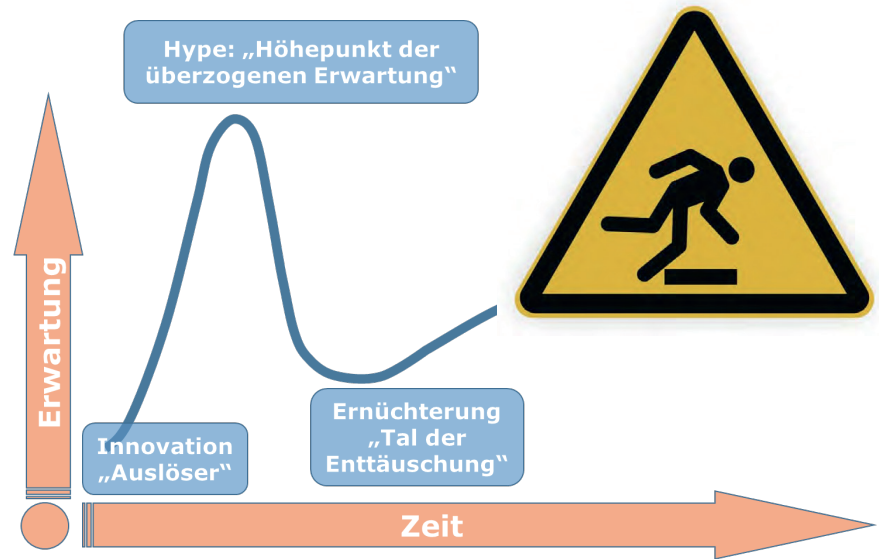 Hype: „Höhepunkt der
überzogenen Erwartung“
Erwartung
Innovation
„Auslöser“
Ernüchterung
„Tal der
Enttäuschung“
Zeit